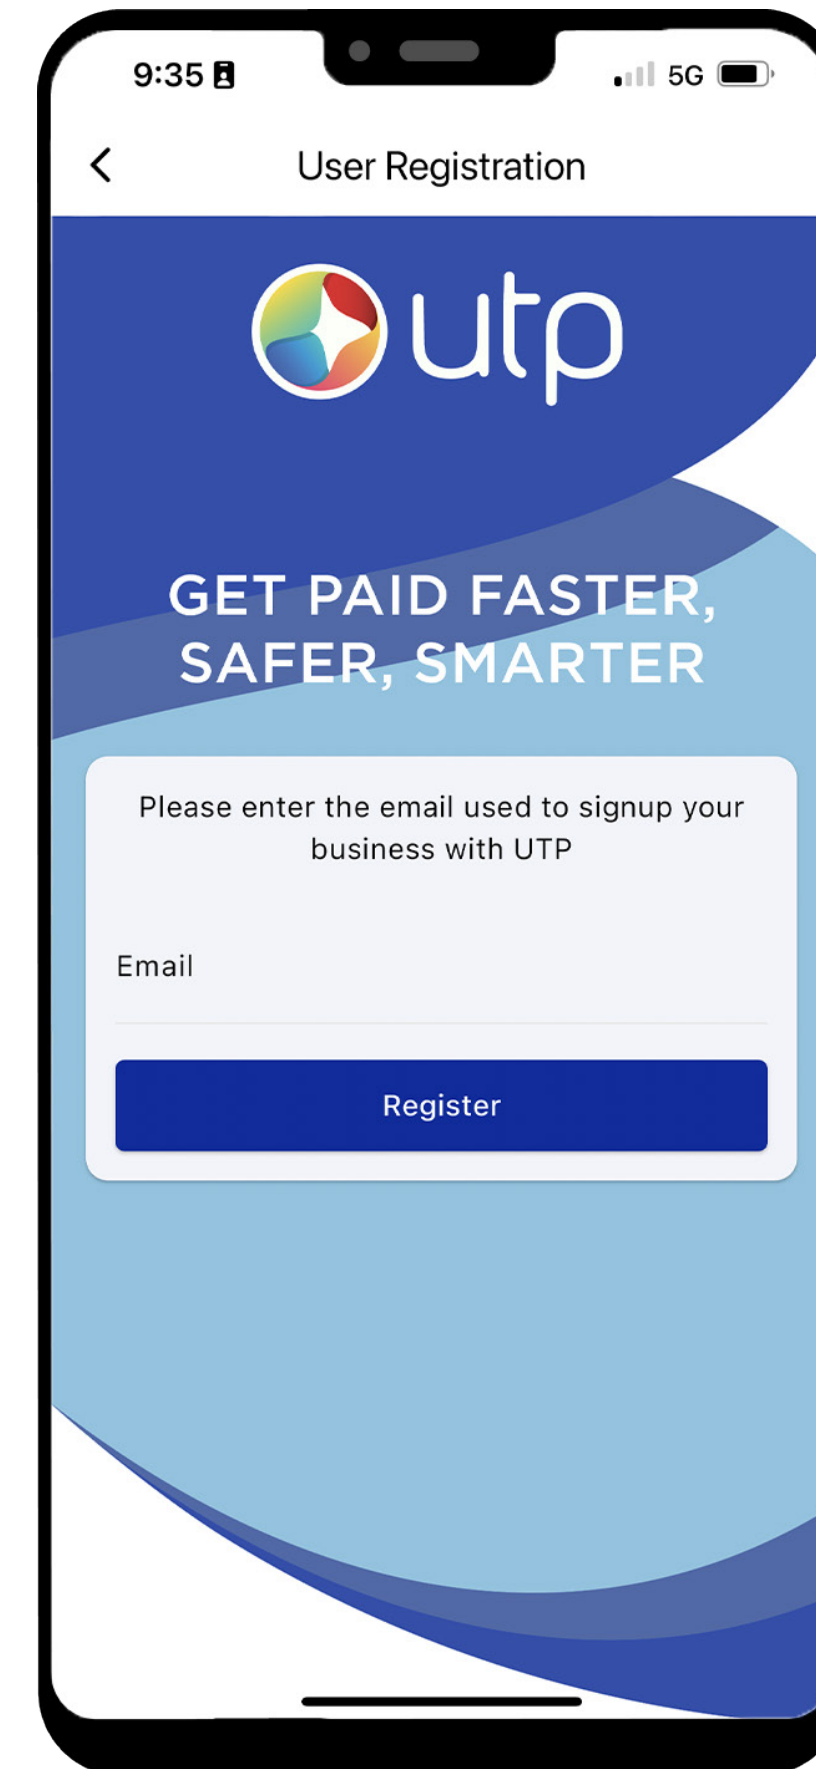 9:35 5G
User Registration
utp
GET PAID FASTER,
SAFER, SMARTER
Please enter the email used to signup your
business with UTP
Email
Register